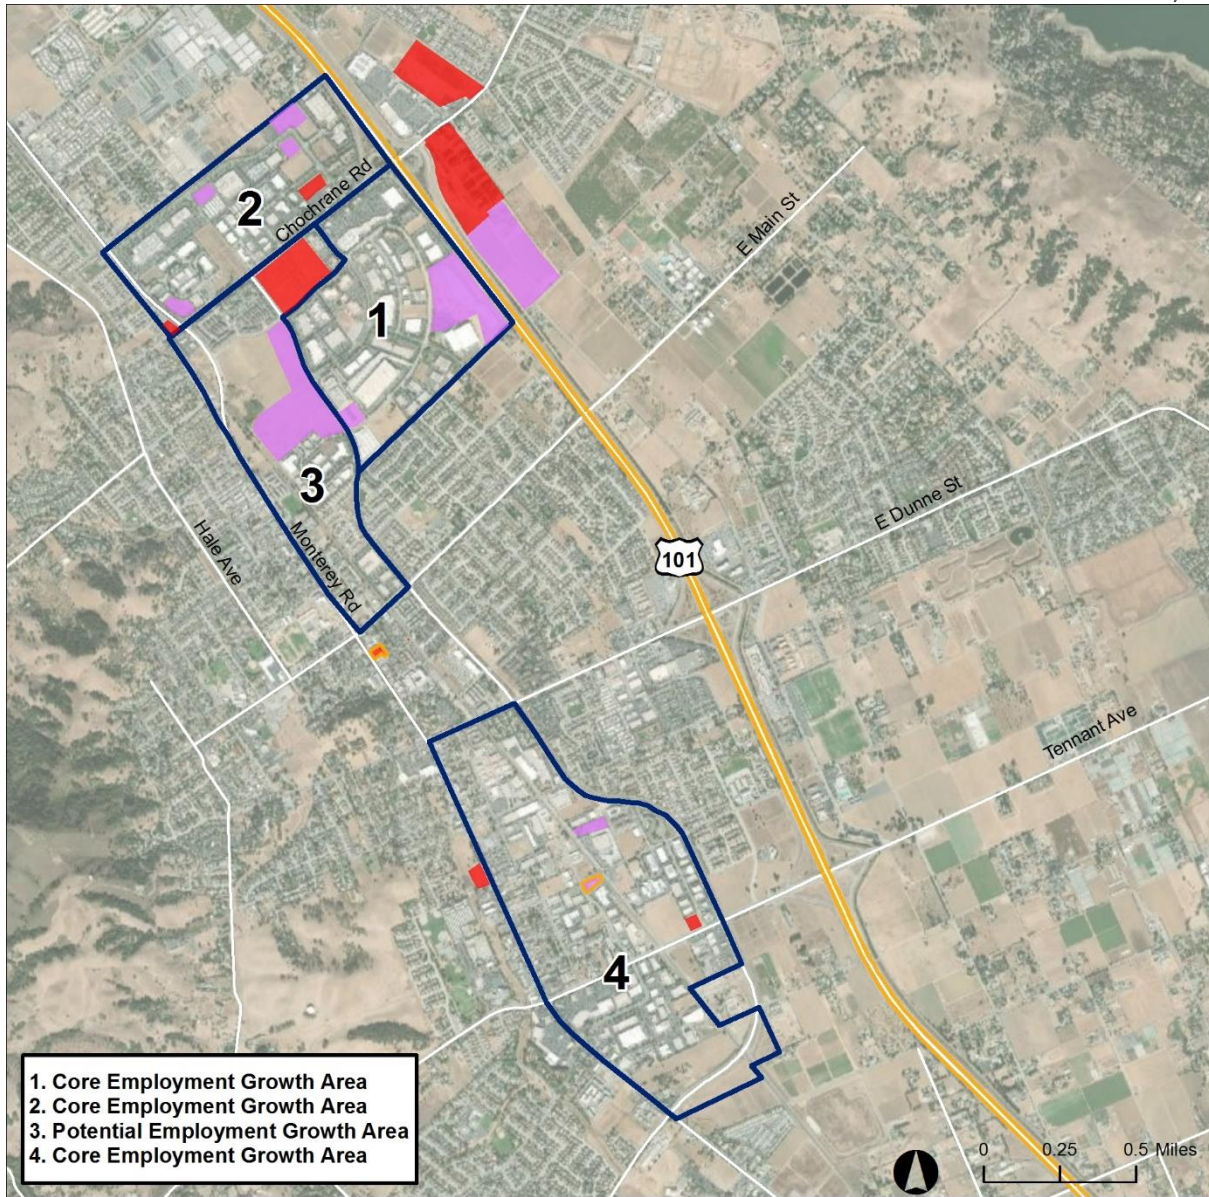 2
Chochrane Rd
E Main St
1
3
Hale Ave
Monterey Rd
101
E Dunne St
Tennant Ave
4
1. Core Employment Growth Area
2. Core Employment Growth Area
3. Potential Employment Growth Area
4. Core Employment Growth Area
0 0.25 0.5 Miles